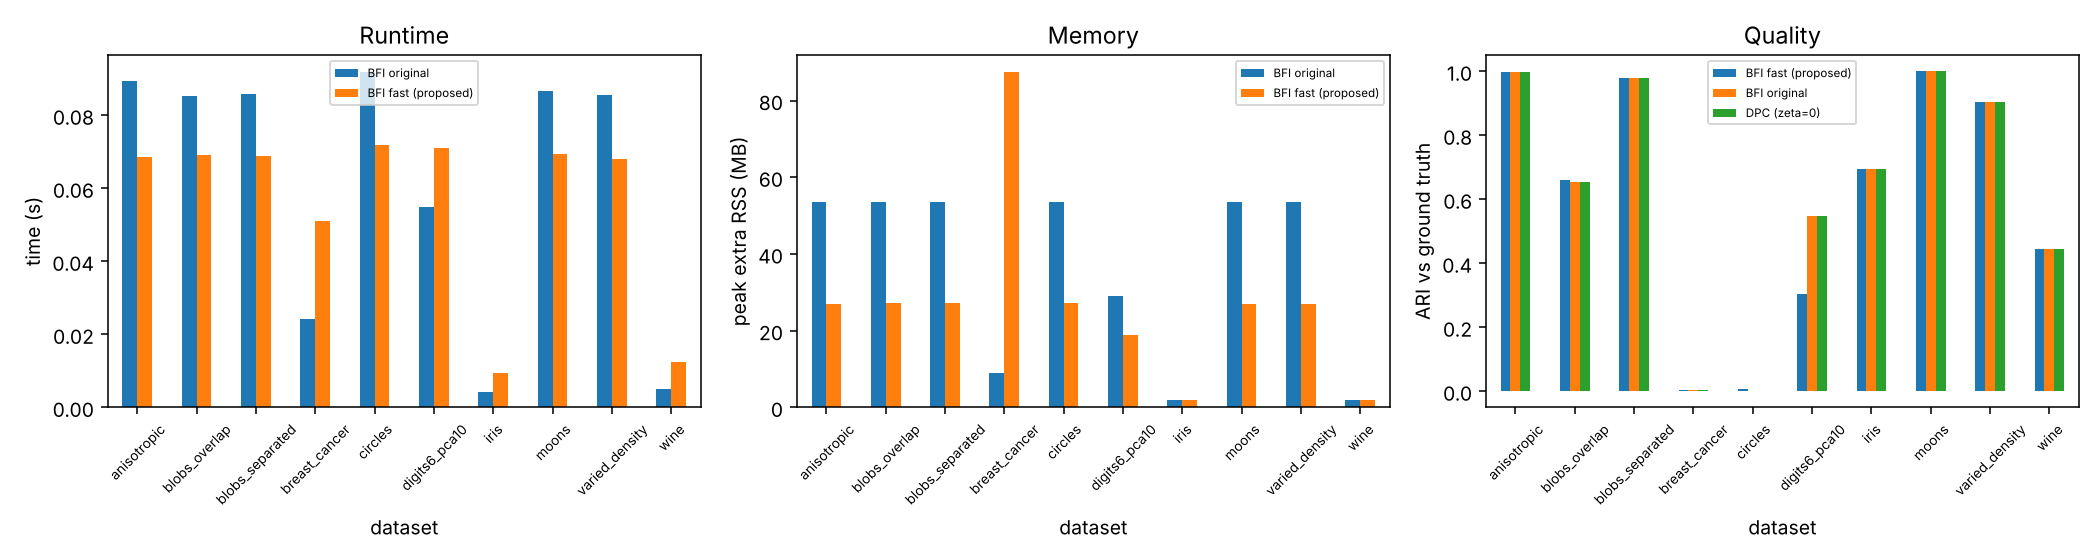 Runtime
BFI original
BFI fast (proposed)
time (s)
0.08
0.06
0.04
0.02
0.00
anisotropic
blobs_overlap
blobs_separated
breast_cancer
circles
digits6_pca10
iris
moons
varied_density
wine
dataset
Memory
BFI original
BFI fast (proposed)
peak extra RSS (MB)
80
60
40
20
0
anisotropic
blobs_overlap
blobs_separated
breast_cancer
circles
digits6_pca10
iris
moons
varied_density
wine
dataset
Quality
BFI fast (proposed)
BFI original
DPC (zeta=0)
ARI vs ground truth
1.0
0.8
0.6
0.4
0.2
0.0
anisotropic
blobs_overlap
blobs_separated
breast_cancer
circles
digits6_pca10
iris
moons
varied_density
wine
dataset